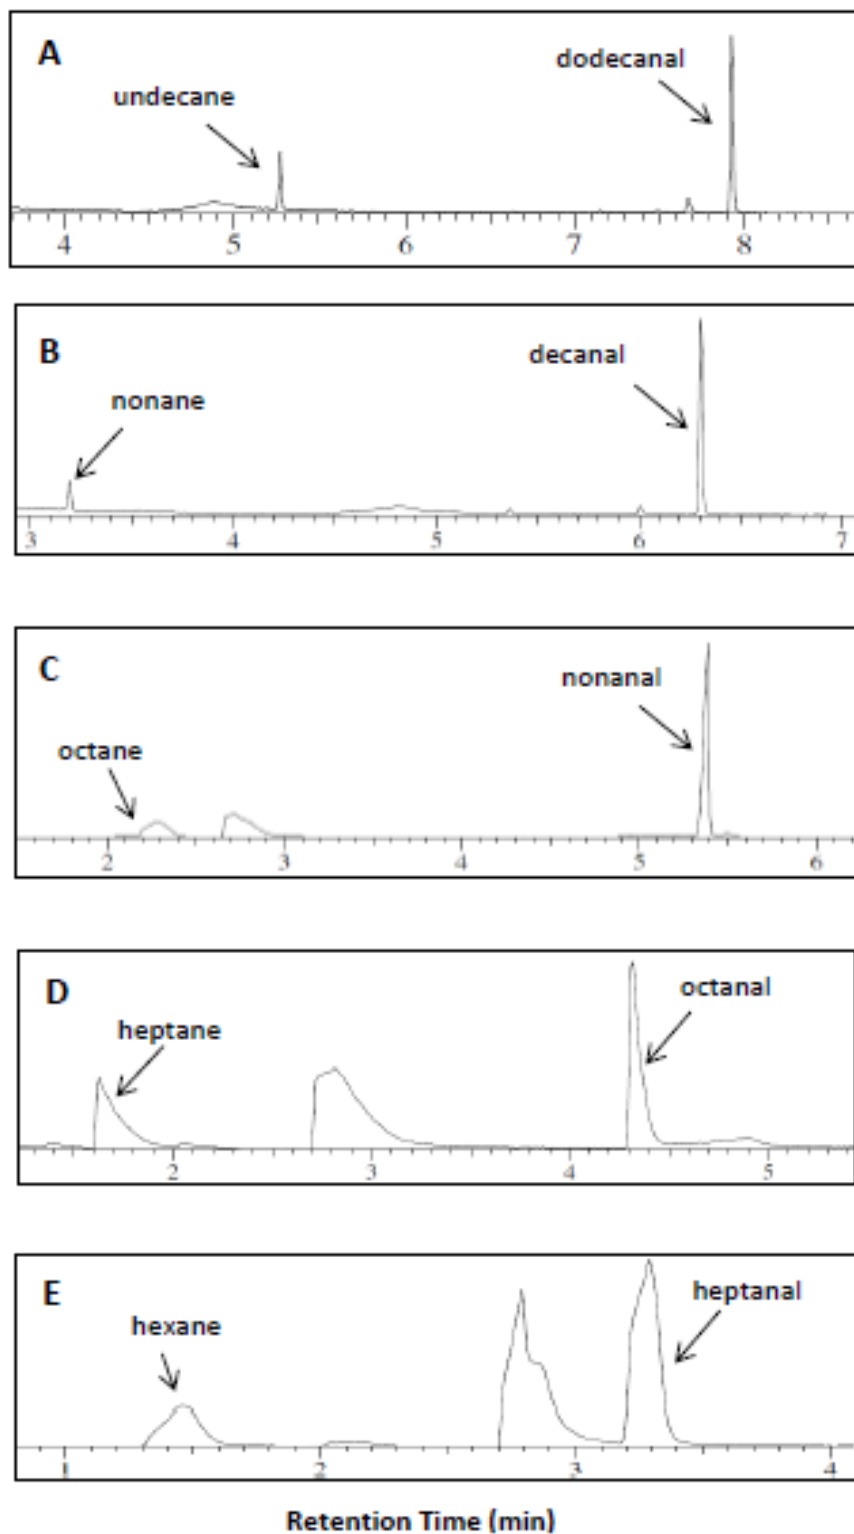 A
dodecanal
undecane
4 5 6 7 8
B
decanal
nonane
3 4 5 6 7
C
nonanal
octane
2 3 4 5 6
D
octanal
heptane
2 3 4 5
E
heptanal
hexane
1 2 3 4
Retention Time (min)